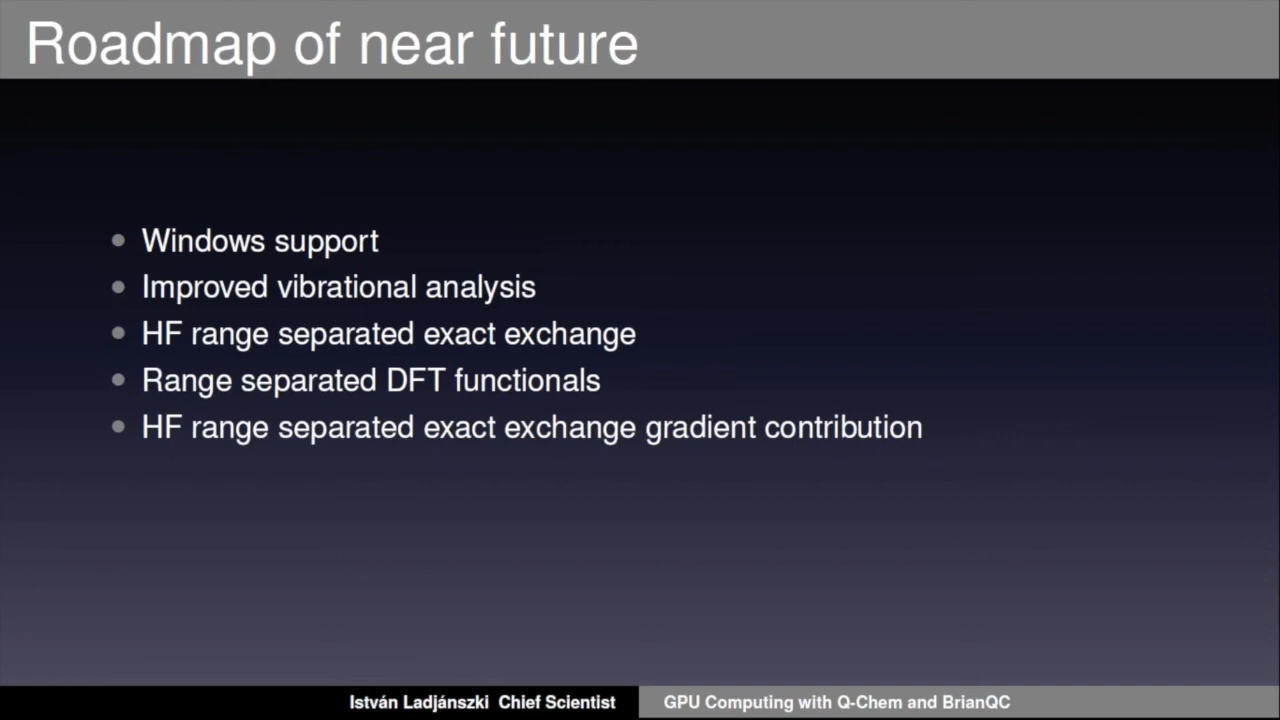 Roadmap of near future
Windows support
Improved vibrational analysis
HF range separated exact exchange
Range separated DFT functionals
HF range separated exact exchange gradient contribution
István Ladjánszki Chief Scientist
GPU Computing with Q-Chem and BrianQC